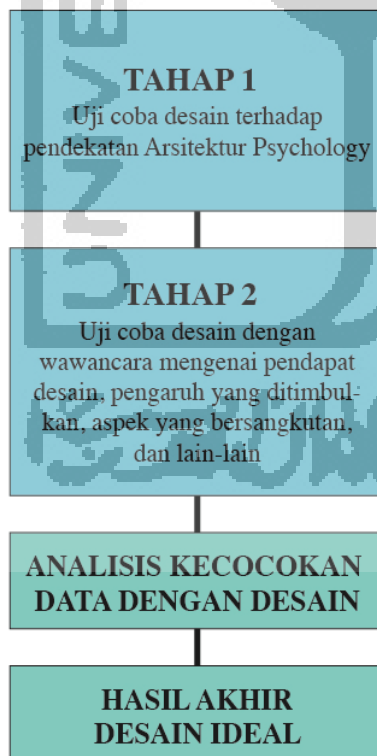 TAHAP 1
Uji coba desain terhadap
pendekatan Arsitektur Psychology
TAHAP 2
Uji coba desain dengan
wawancara mengenai pendapat
desain, pengaruh yang ditimbul-
kan, aspek yang bersangkutan,
dan lain-lain
ANALISIS KECOCOKAN
DATA DENGAN DESAIN
HASIL AKHIR
DESAIN IDEAL